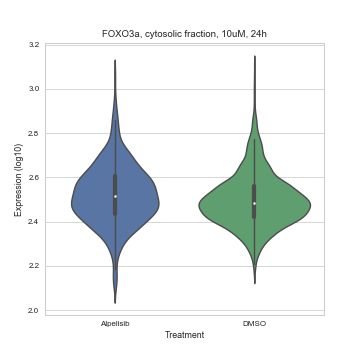 FOXO3a, cytosolic fraction, 10uM, 24h
3.2
3.0
2.8
2.6
2.4
2.2
2.0
Expression (log10)
Alpelisib
DMSO
Treatment